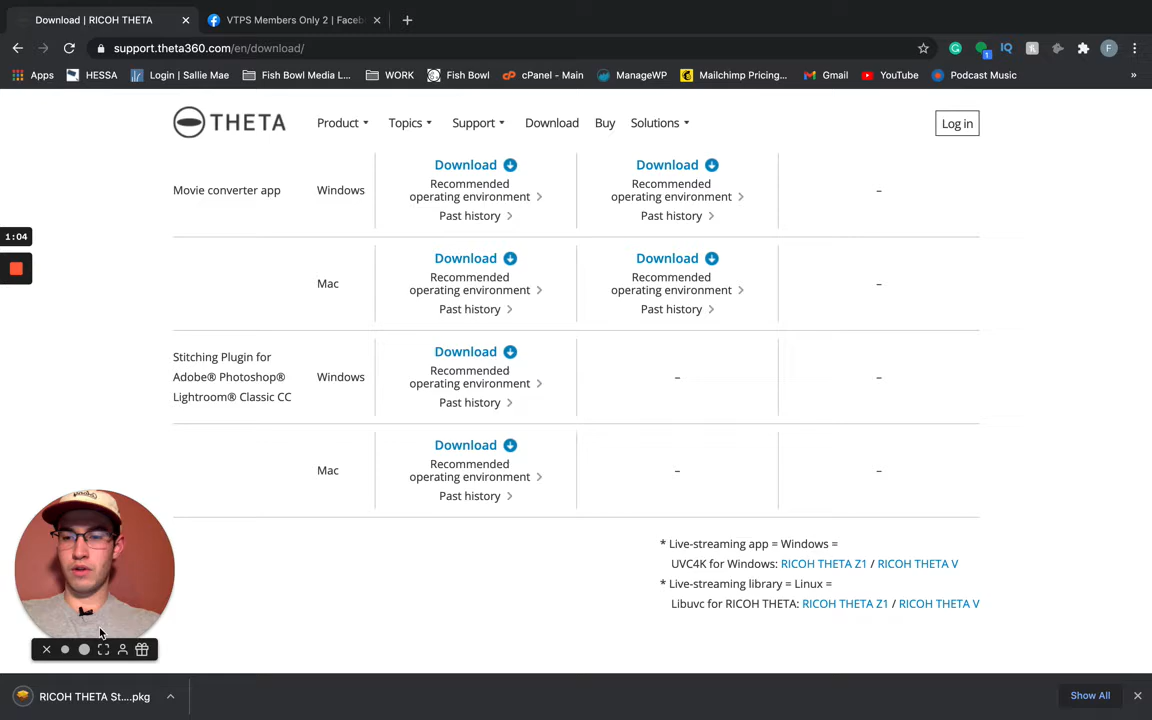 Download | RICOH THETA
VTPS Members Only 2 | Faceb
support.theta360.com/en/download/
Apps
HESSA
Login | Sallie Mae
Fish Bowl Media L...
WORK
Fish Bowl
cPanel - Main
ManageWP
Mailchimp Pricing...
Gmail
YouTube
Podcast Music
»
THETA
Product
Topics
Support
Download
Buy
Solutions
Log in
Movie converter app
Windows
Download
Recommended
operating environment
Past history
Download
Recommended
operating environment
Past history
–
1:04
Mac
Download
Recommended
operating environment
Past history
Download
Recommended
operating environment
Past history
–
Stitching Plugin for
Adobe® Photoshop®
Lightroom® Classic CC
Windows
Download
Recommended
operating environment
Past history
–
–
Mac
Download
Recommended
operating environment
Past history
–
–
* Live-streaming app = Windows =
UVC4K for Windows: RICOH THETA Z1 / RICOH THETA V
* Live-streaming library = Linux =
Libuvc for RICOH THETA: RICOH THETA Z1 / RICOH THETA V
RICOH THETA St....pkg
Show All